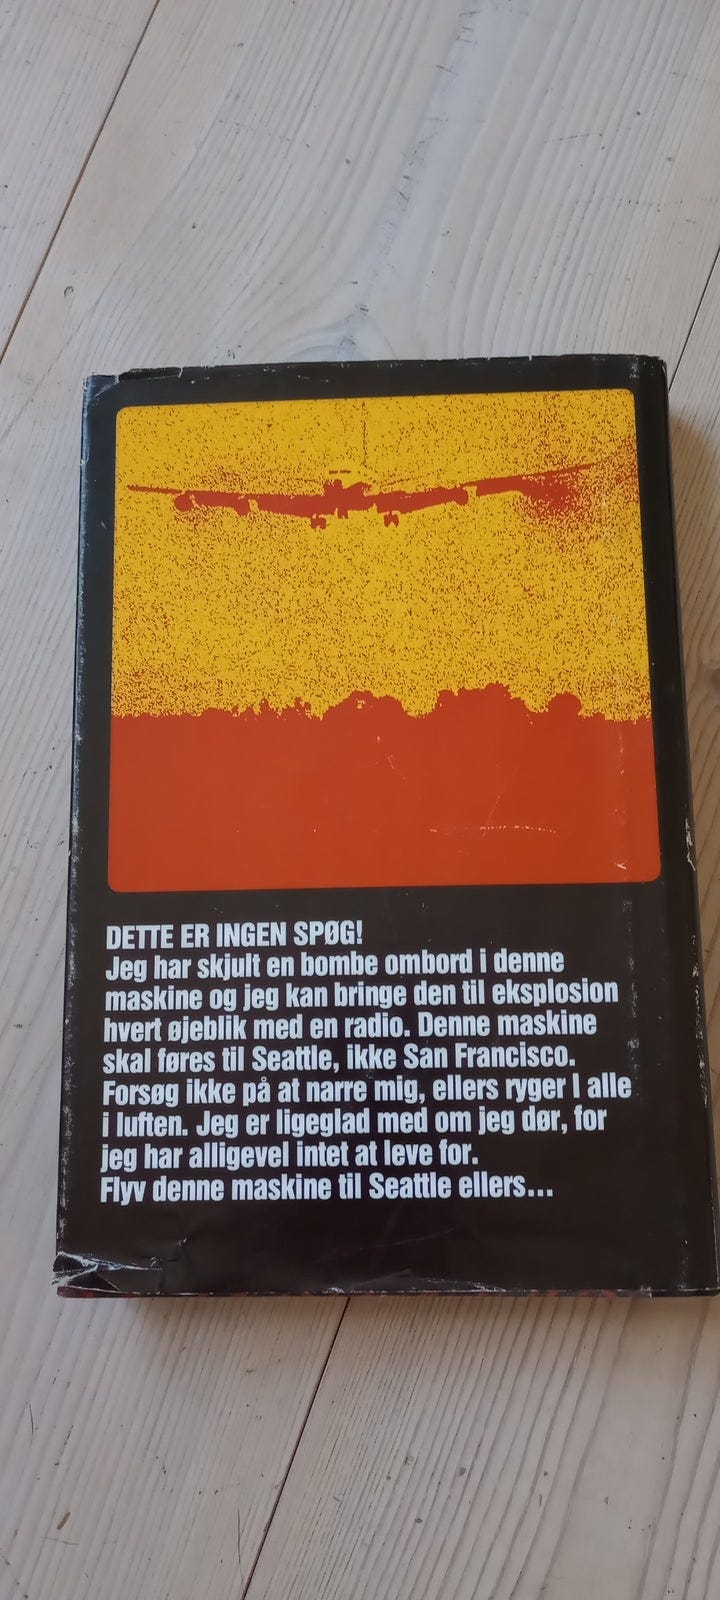 DETTE ER INGEN SPØG!
Jeg har skjult en bombe ombord i denne
maskine og jeg kan bringe den til eksplosion
hvert øjeblik med en radio. Denne maskine
skal føres til Seattle, ikke San Francisco.
Forsøg ikke på at narre mig, ellers ryger I alle
i luften. Jeg er ligeglad med om jeg dør, for
jeg har alligevel intet at leve for.
Flyv denne maskine til Seattle ellers...